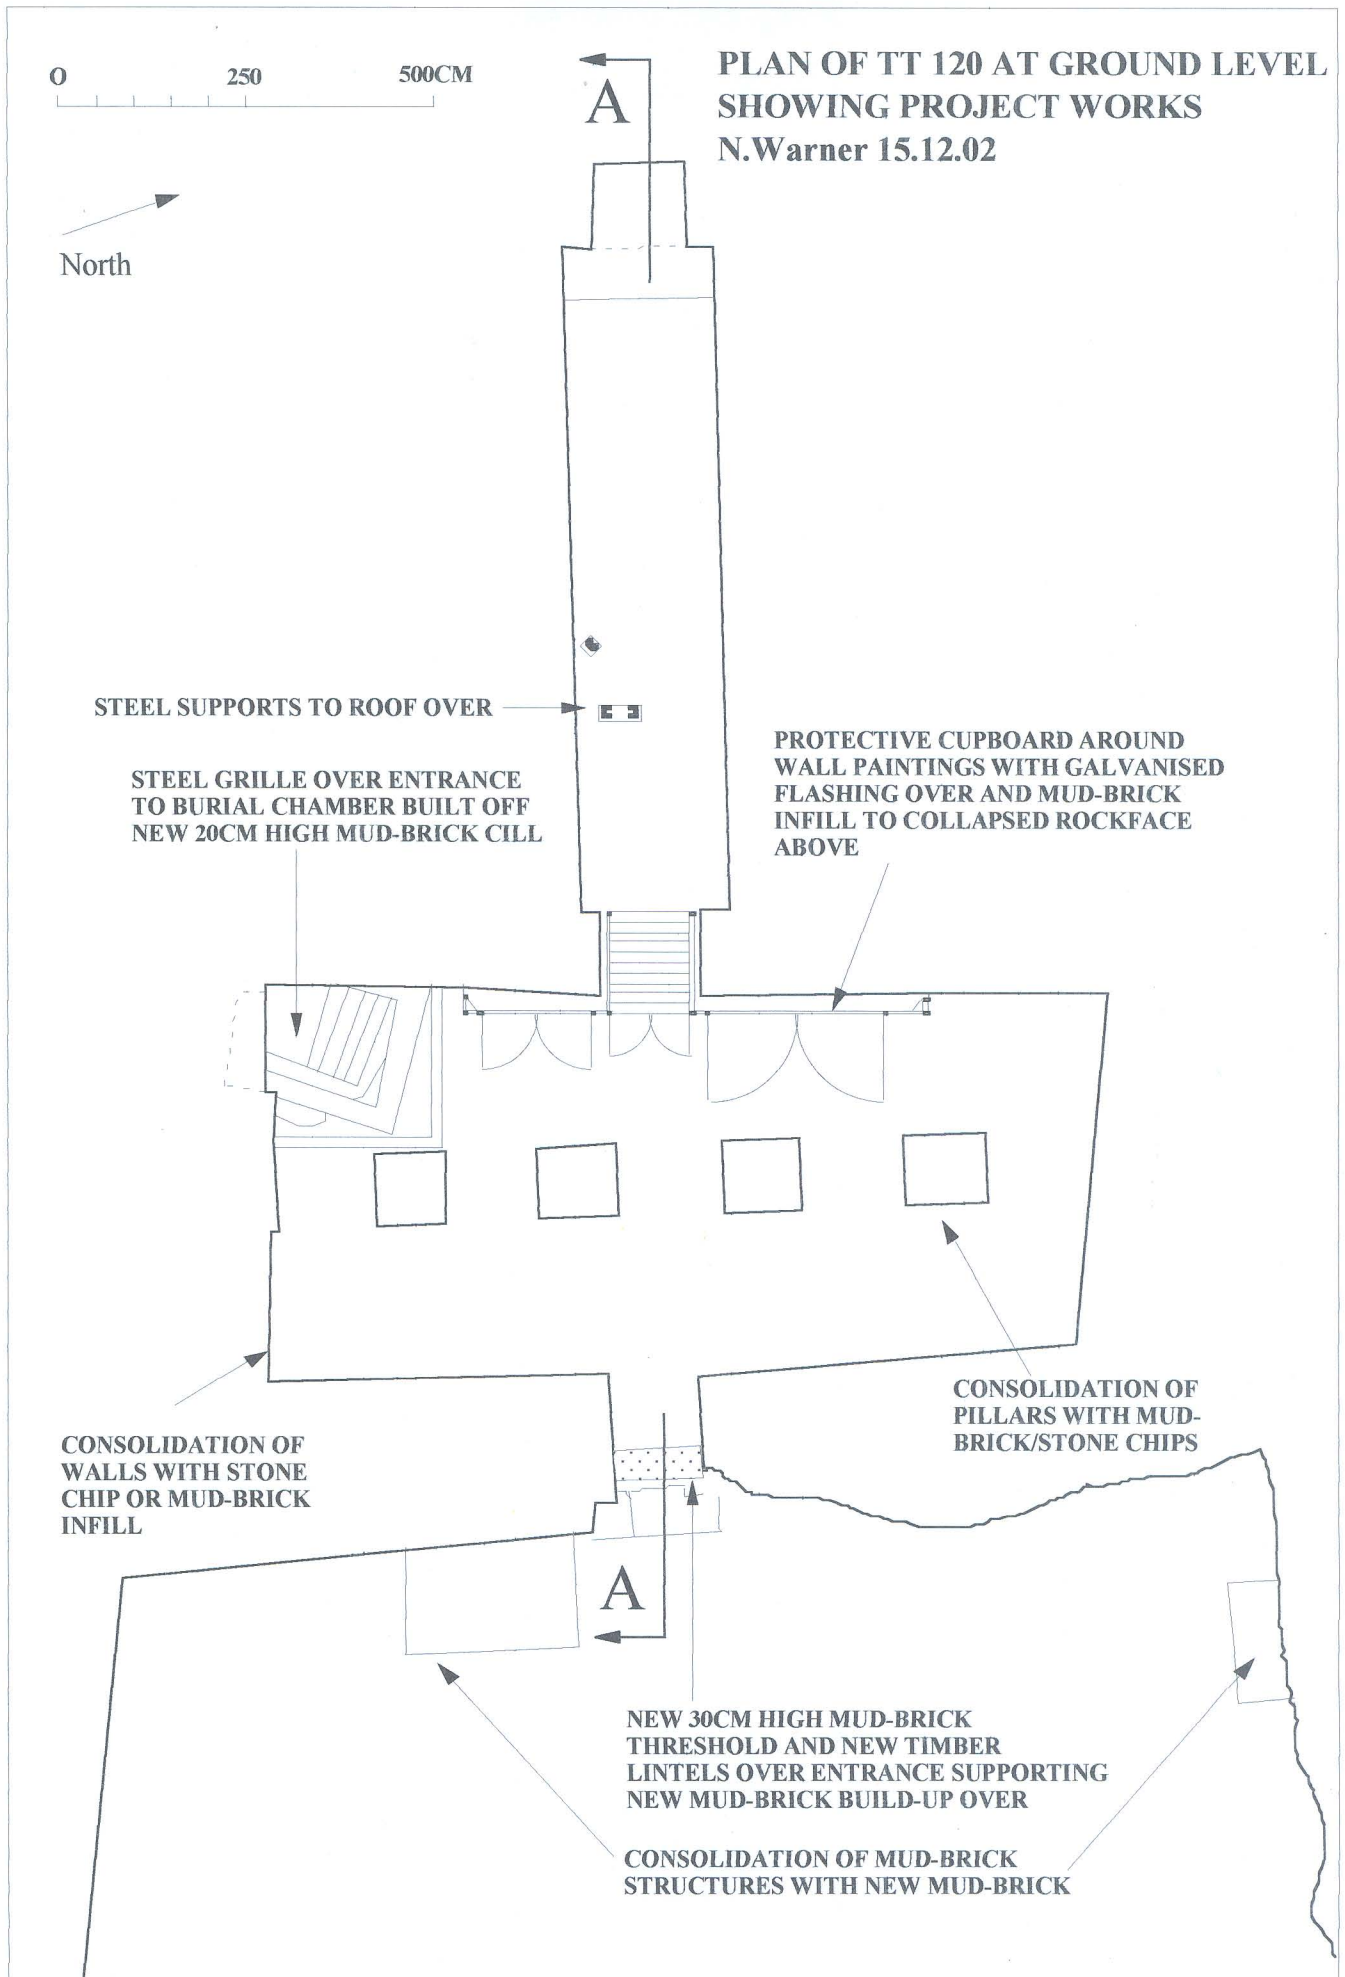 O 250 500CM
A
PLAN OF TT 120 AT GROUND LEVEL
SHOWING PROJECT WORKS
N.Warner 15.12.02
North
STEEL SUPPORTS TO ROOF OVER
STEEL GRILLE OVER ENTRANCE
TO BURIAL CHAMBER BUILT OFF
NEW 20CM HIGH MUD-BRICK CILL
PROTECTIVE CUPBOARD AROUND
WALL PAINTINGS WITH GALVANISED
FLASHING OVER AND MUD-BRICK
INFILL TO COLLAPSED ROCKFACE
ABOVE
CONSOLIDATION OF
PILLARS WITH MUD-
BRICK/STONE CHIPS
CONSOLIDATION OF
WALLS WITH STONE
CHIP OR MUD-BRICK
INFILL
A
NEW 30CM HIGH MUD-BRICK
THRESHOLD AND NEW TIMBER
LINTELS OVER ENTRANCE SUPPORTING
NEW MUD-BRICK BUILD-UP OVER
CONSOLIDATION OF MUD-BRICK
STRUCTURES WITH NEW MUD-BRICK